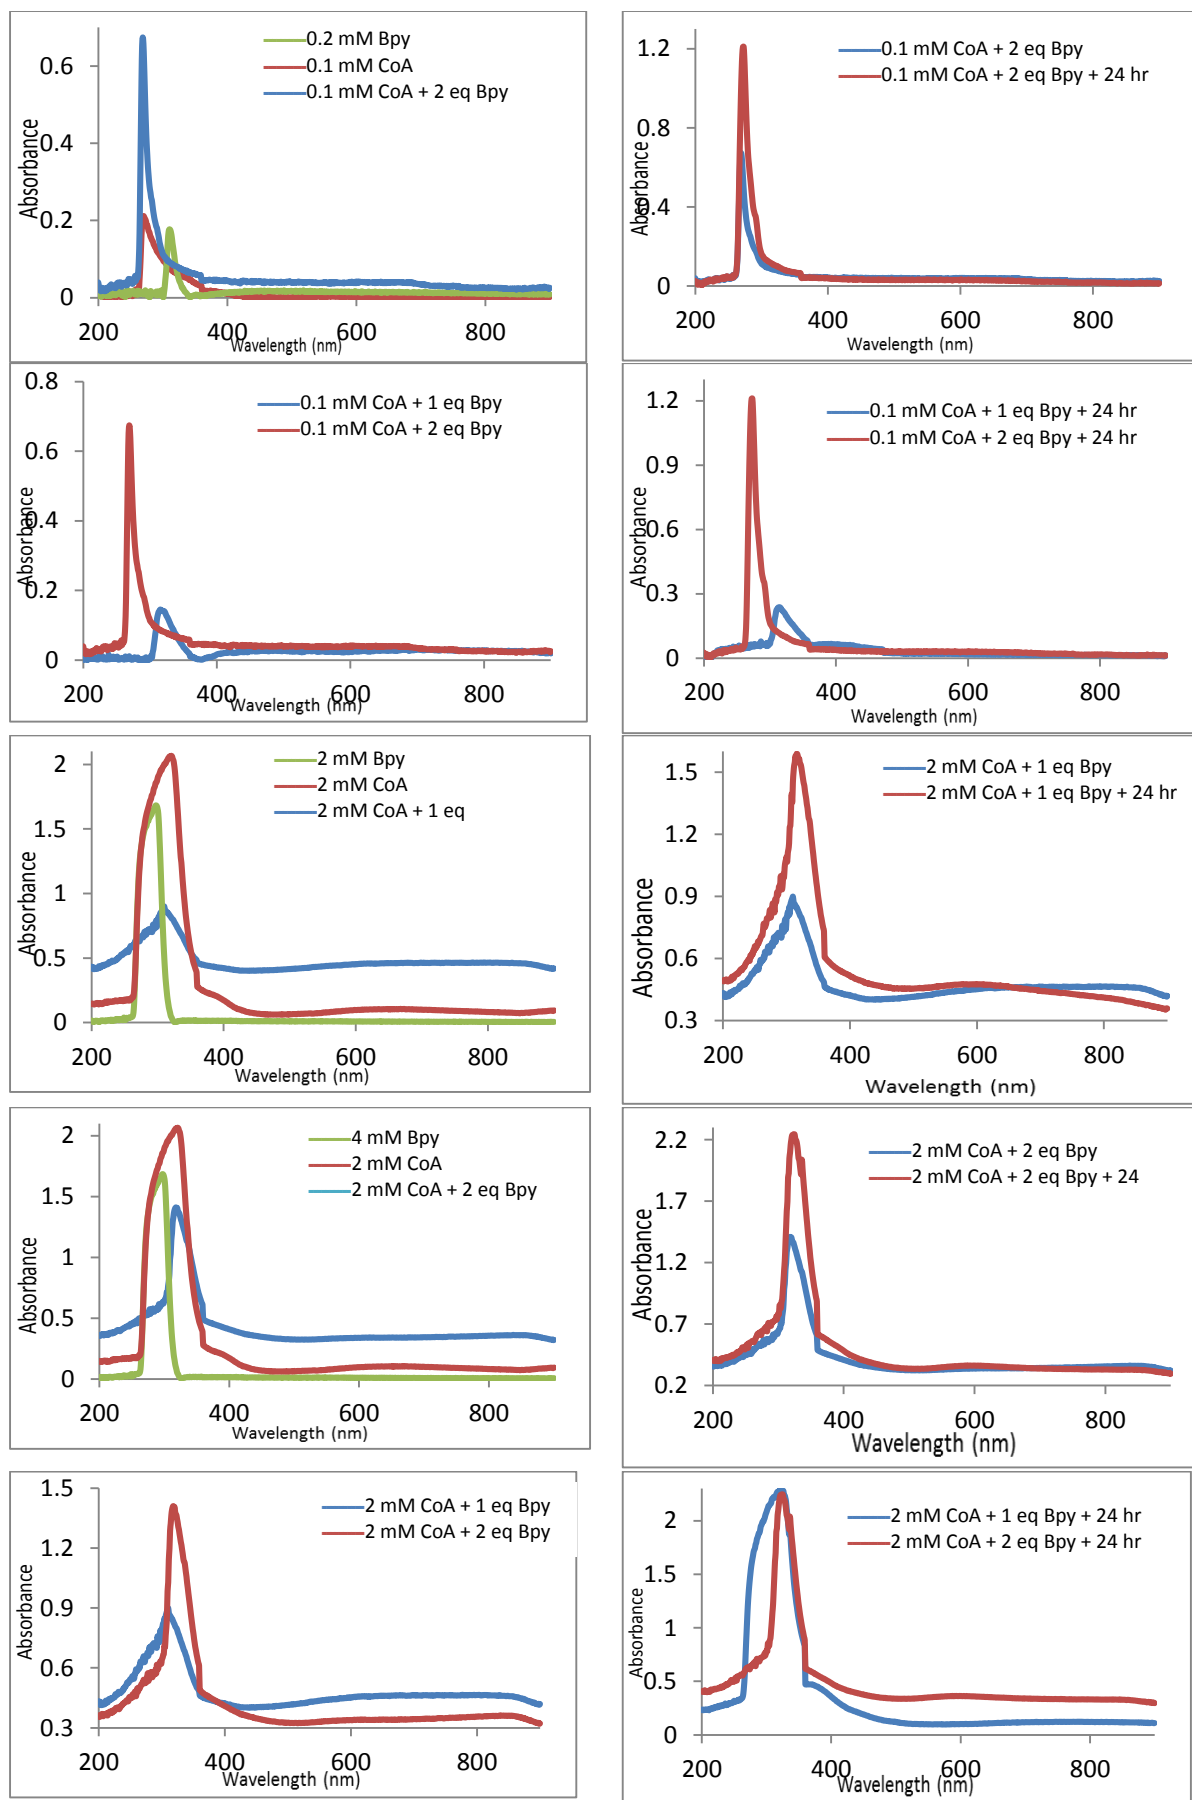 0.2 mM Bpy
0.1 mM CoA
0.1 mM CoA + 2 eq Bpy
0.6
0.4
0.2
0
Absorbance
200 400 600 800
Wavelength (nm)
0.1 mM CoA + 2 eq Bpy
0.1 mM CoA + 2 eq Bpy + 24 hr
1.2
0.8
0.4
0
Absorbance
200 400 600 800
Wavelength (nm)
0.1 mM CoA + 1 eq Bpy
0.1 mM CoA + 2 eq Bpy
0.8
0.6
0.4
0.2
0
Absorbance
200 400 600 800
Wavelength (nm)
0.1 mM CoA + 1 eq Bpy + 24 hr
0.1 mM CoA + 2 eq Bpy + 24 hr
1.2
0.9
0.6
0.3
0
Absorbance
200 400 600 800
Wavelength (nm)
2 mM Bpy
2 mM CoA
2 mM CoA + 1 eq
2
1.5
1
0.5
0
Absorbance
200 400 600 800
Wavelength (nm)
2 mM CoA + 1 eq Bpy
2 mM CoA + 1 eq Bpy + 24 hr
1.5
1.2
0.9
0.6
0.3
Absorbance
200 400 600 800
Wavelength (nm)
4 mM Bpy
2 mM CoA
2 mM CoA + 2 eq Bpy
2
1.5
1
0.5
0
Absorbance
200 400 600 800
Wavelength (nm)
2 mM CoA + 2 eq Bpy
2 mM CoA + 2 eq Bpy + 24
2.2
1.7
1.2
0.7
0.2
Absorbance
200 400 600 800
Wavelength (nm)
2 mM CoA + 1 eq Bpy
2 mM CoA + 2 eq Bpy
1.5
1.2
0.9
0.6
0.3
Absorbance
200 400 600 800
Wavelength (nm)
2 mM CoA + 1 eq Bpy + 24 hr
2 mM CoA + 2 eq Bpy + 24 hr
2
1.5
1
0.5
0
Absorbance
200 400 600 800
Wavelength (nm)